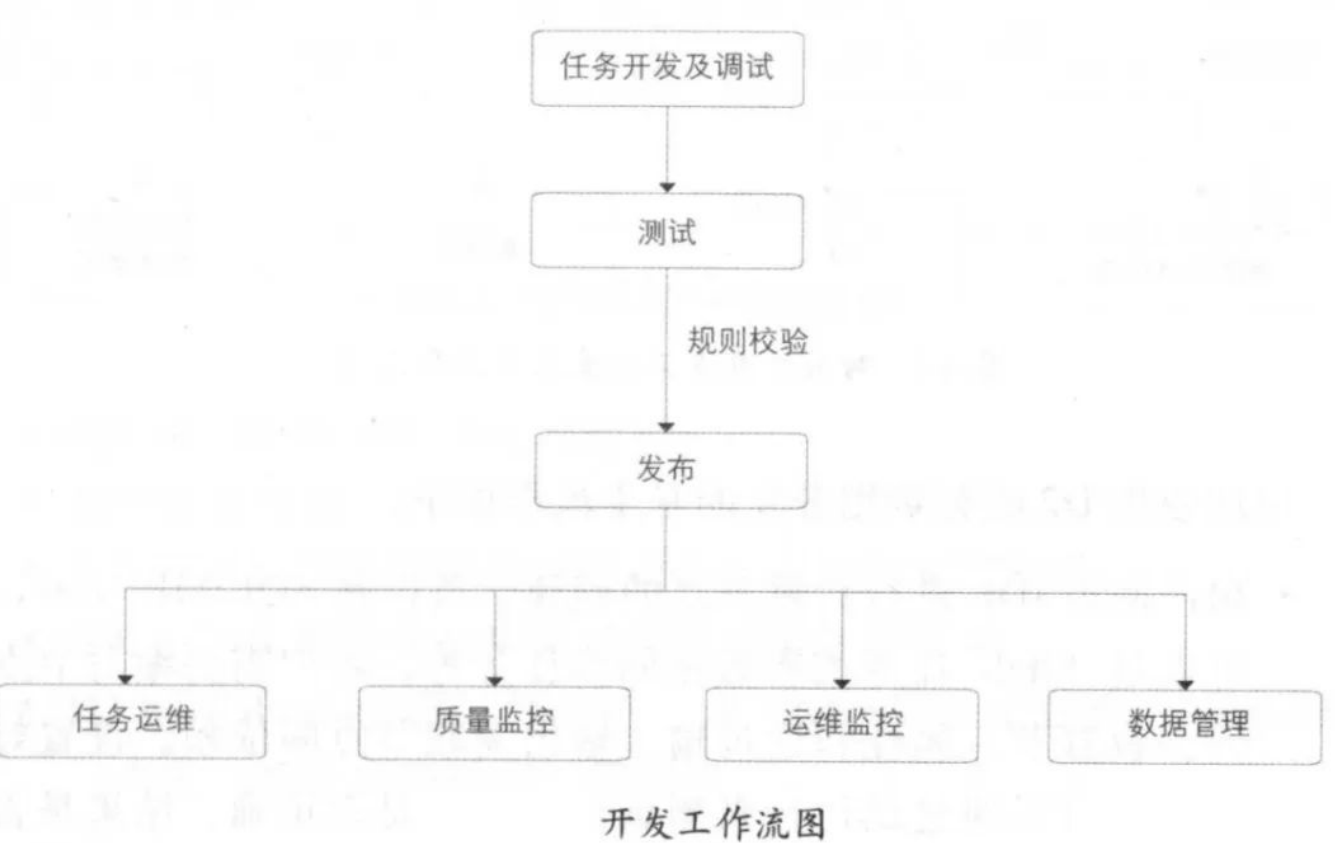 任务开发及调试
测试
规则校验
发布
任务运维
质量监控
运维监控
数据管理
开发工作流图